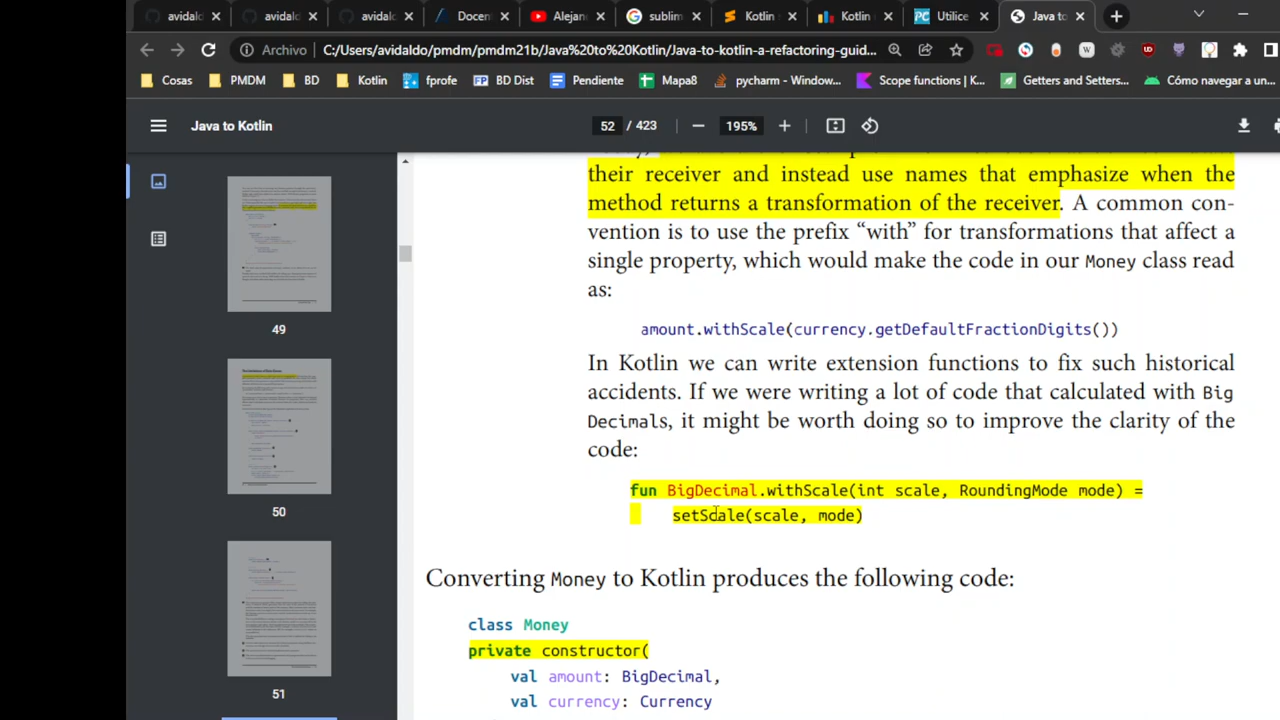 avidald
avidald
avidald
Docent
Alejan
sublim
Kotlin
Kotlin
Utilice
Java to
Archivo
C:/Users/avidaldo/pmdm/pmdm21b/Java%20to%20Kotlin/Java-to-kotlin-a-refactoring-guid...
Cosas
PMDM
BD
Kotlin
fprofe
BD Dist
Pendiente
Mapa8
pycharm - Window...
Scope functions | K...
Getters and Setters...
Cómo navegar a un...
Java to Kotlin
52 / 423
195%
their receiver and instead use names that emphasize when the
method returns a transformation of the receiver. A common con-
vention is to use the prefix “with” for transformations that affect a
single property, which would make the code in our Money class read
as:
amount.withScale(currency.getDefaultFractionDigits())
In Kotlin we can write extension functions to fix such historical
accidents. If we were writing a lot of code that calculated with Big
Decimals, it might be worth doing so to improve the clarity of the
code:
fun BigDecimal.withScale(int scale, RoundingMode mode) =
setScale(scale, mode)
Converting Money to Kotlin produces the following code:
class Money
private constructor(
val amount: BigDecimal,
val currency: Currency
49
50
51